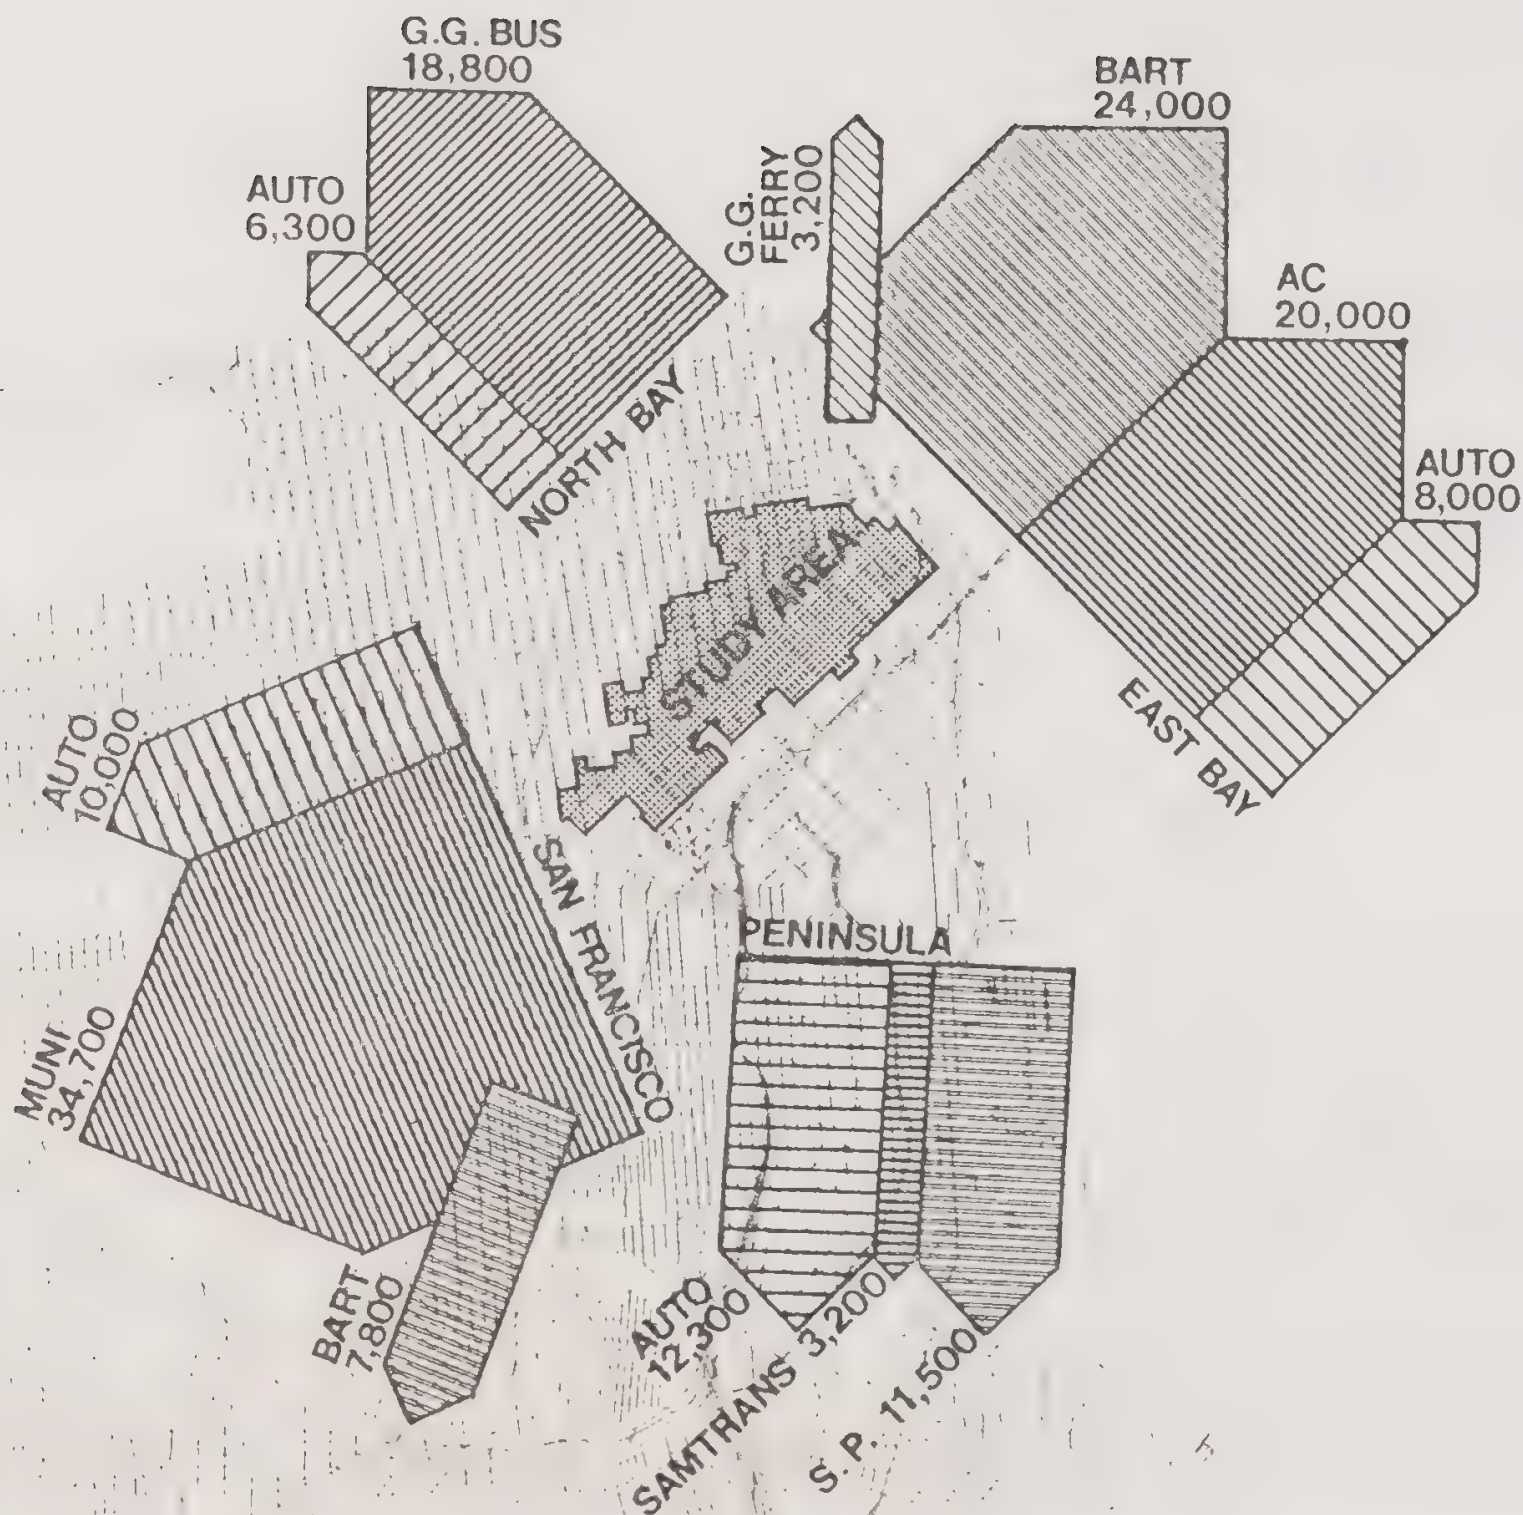 G.G. BUS
18,800
AUTO
6,300
NORTH BAY
G.G.
FERRY
3,200
BART
24,000
AC
20,000
AUTO
8,000
EAST BAY
STUDY AREA
AUTO
10,000
MUNI
34,700
BART
7,800
SAN FRANCISCO
PENINSULA
AUTO
12,300
SAMTRANS 3,200
S. P. 11,500